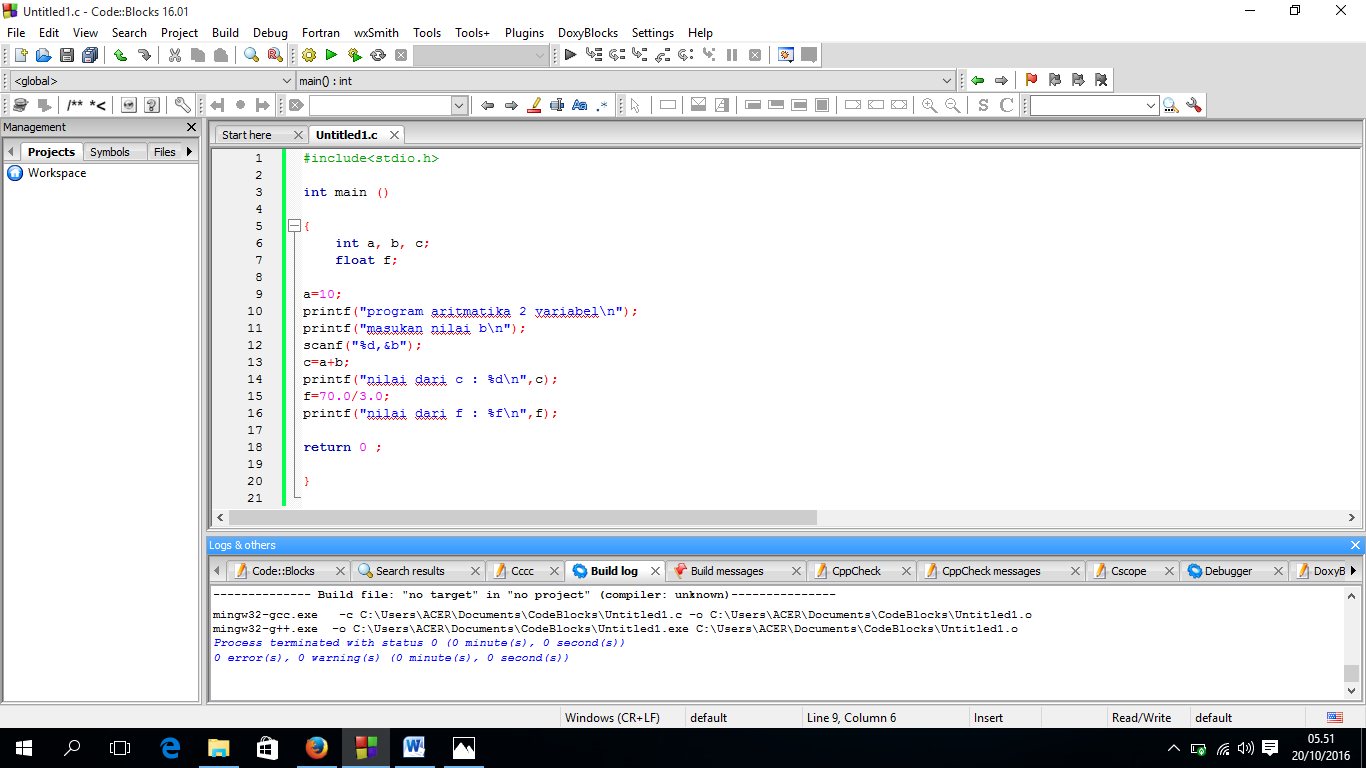 Untitled1.c - Code::Blocks 16.01
File Edit View Search Project Build Debug Fortran wxSmith Tools Tools+ Plugins DoxyBlocks Settings Help
<global> main() : int
/** *< Aa .* S C
Management
Projects Symbols Files
Workspace
Start here Untitled1.c
1 #include<stdio.h>
2
3 int main ()
4
5 {
6 int a, b, c;
7 float f;
8
9 a=10;
10 printf("program aritmatika 2 variabel\n");
11 printf("masukan nilai b\n");
12 scanf("%d,&b");
13 c=a+b;
14 printf("nilai dari c : %d\n",c);
15 f=70.0/3.0;
16 printf("nilai dari f : %f\n",f);
17
18 return 0 ;
19
20 }
21
Logs & others
Code::Blocks Search results Cccc Build log Build messages CppCheck CppCheck messages Cscope Debugger DoxyB
-------------- Build file: "no target" in "no project" (compiler: unknown)---------------
mingw32-gcc.exe -c C:\Users\ACER\Documents\CodeBlocks\Untitled1.c -o C:\Users\ACER\Documents\CodeBlocks\Untitled1.o
mingw32-g++.exe -o C:\Users\ACER\Documents\CodeBlocks\Untitled1.exe C:\Users\ACER\Documents\CodeBlocks\Untitled1.o
Process terminated with status 0 (0 minute(s), 0 second(s))
0 error(s), 0 warning(s) (0 minute(s), 0 second(s))
Windows (CR+LF) default Line 9, Column 6 Insert Read/Write default
05.51
20/10/2016